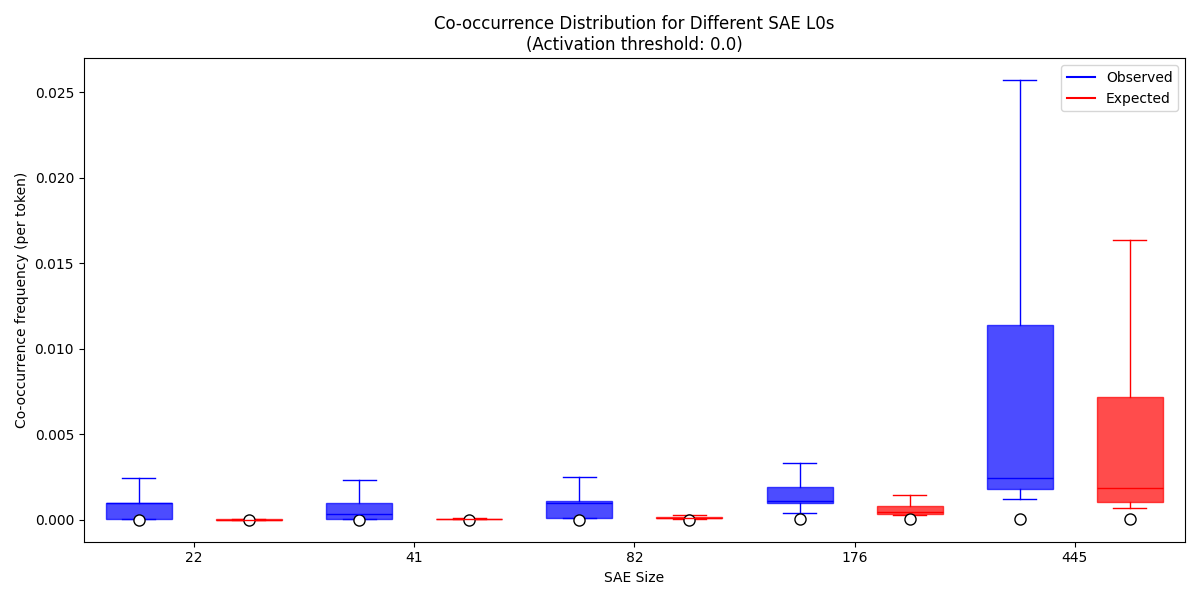 Co-occurrence Distribution for Different SAE L0s
(Activation threshold: 0.0)
Observed
Expected
Co-occurrence frequency (per token)
0.025
0.020
0.015
0.010
0.005
0.000
22
41
82
176
445
SAE Size